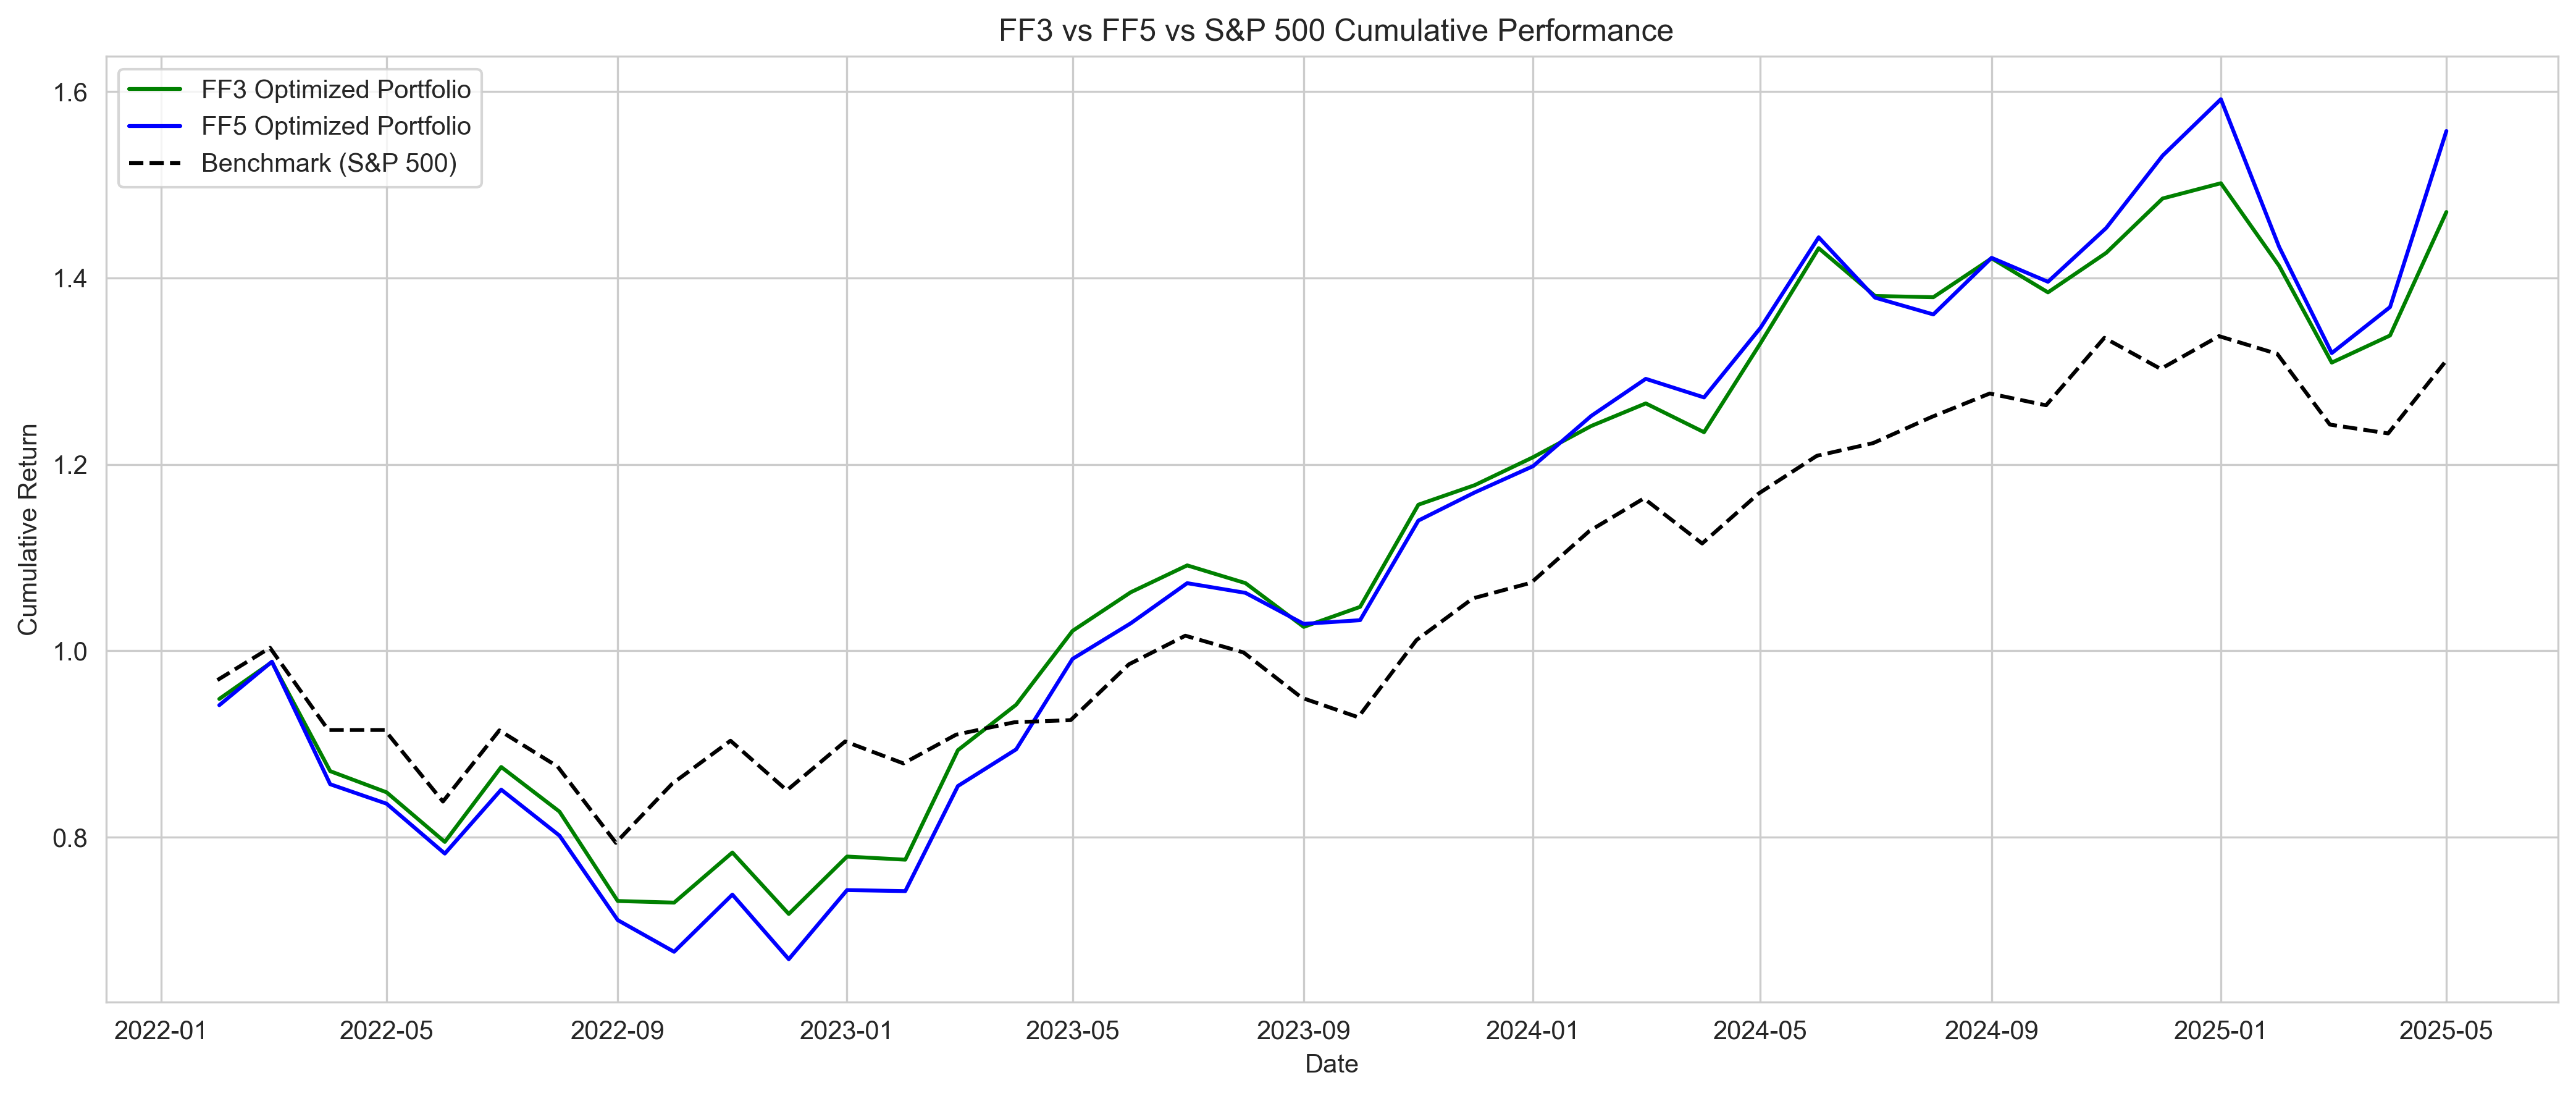 FF3 vs FF5 vs S&P 500 Cumulative Performance
FF3 Optimized Portfolio
FF5 Optimized Portfolio
Benchmark (S&P 500)
Cumulative Return
1.6
1.4
1.2
1.0
0.8
2022-01 2022-05 2022-09 2023-01 2023-05 2023-09 2024-01 2024-05 2024-09 2025-01 2025-05
Date